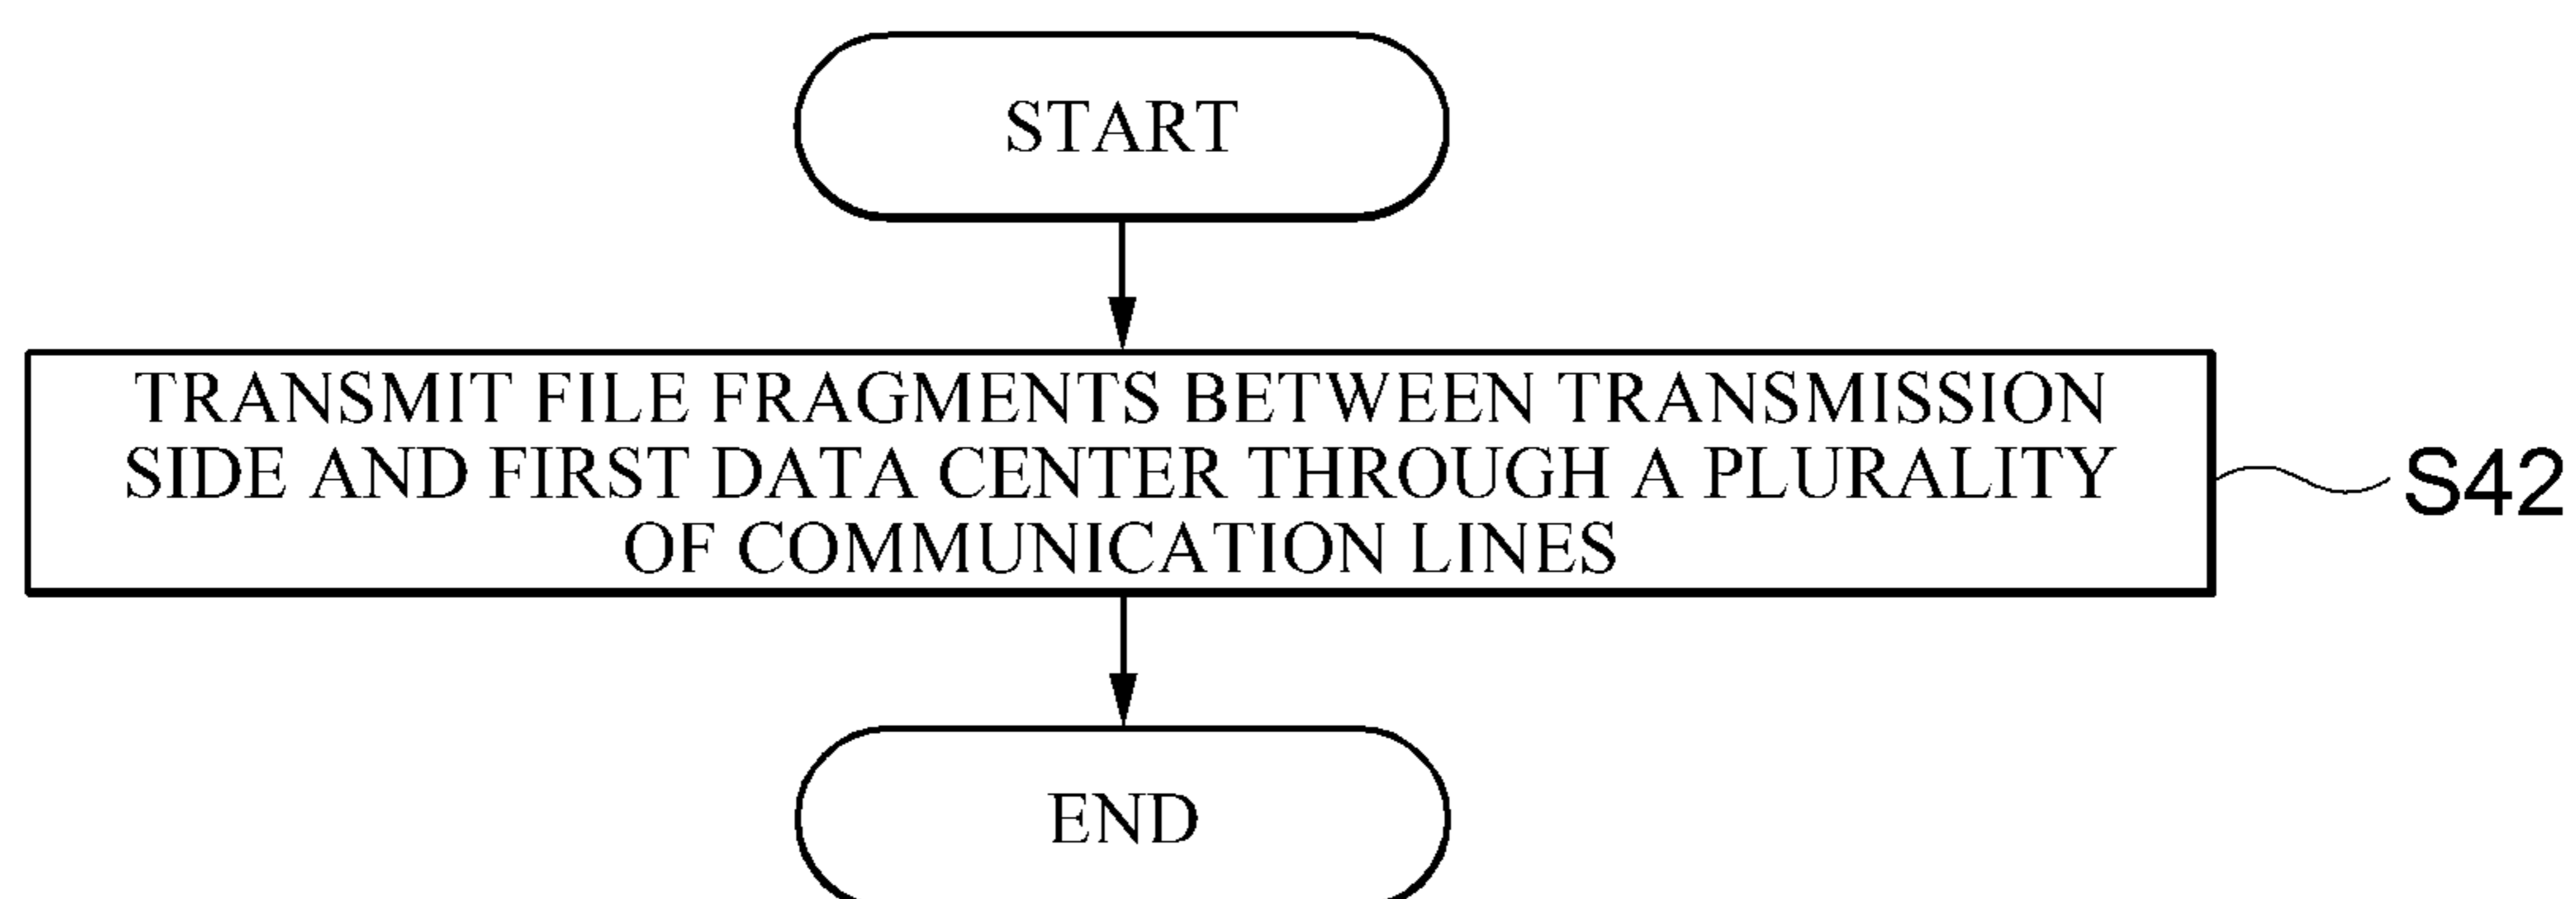 START
TRANSMIT FILE FRAGMENTS BETWEEN TRANSMISSION
SIDE AND FIRST DATA CENTER THROUGH A PLURALITY
OF COMMUNICATION LINES
S42
END